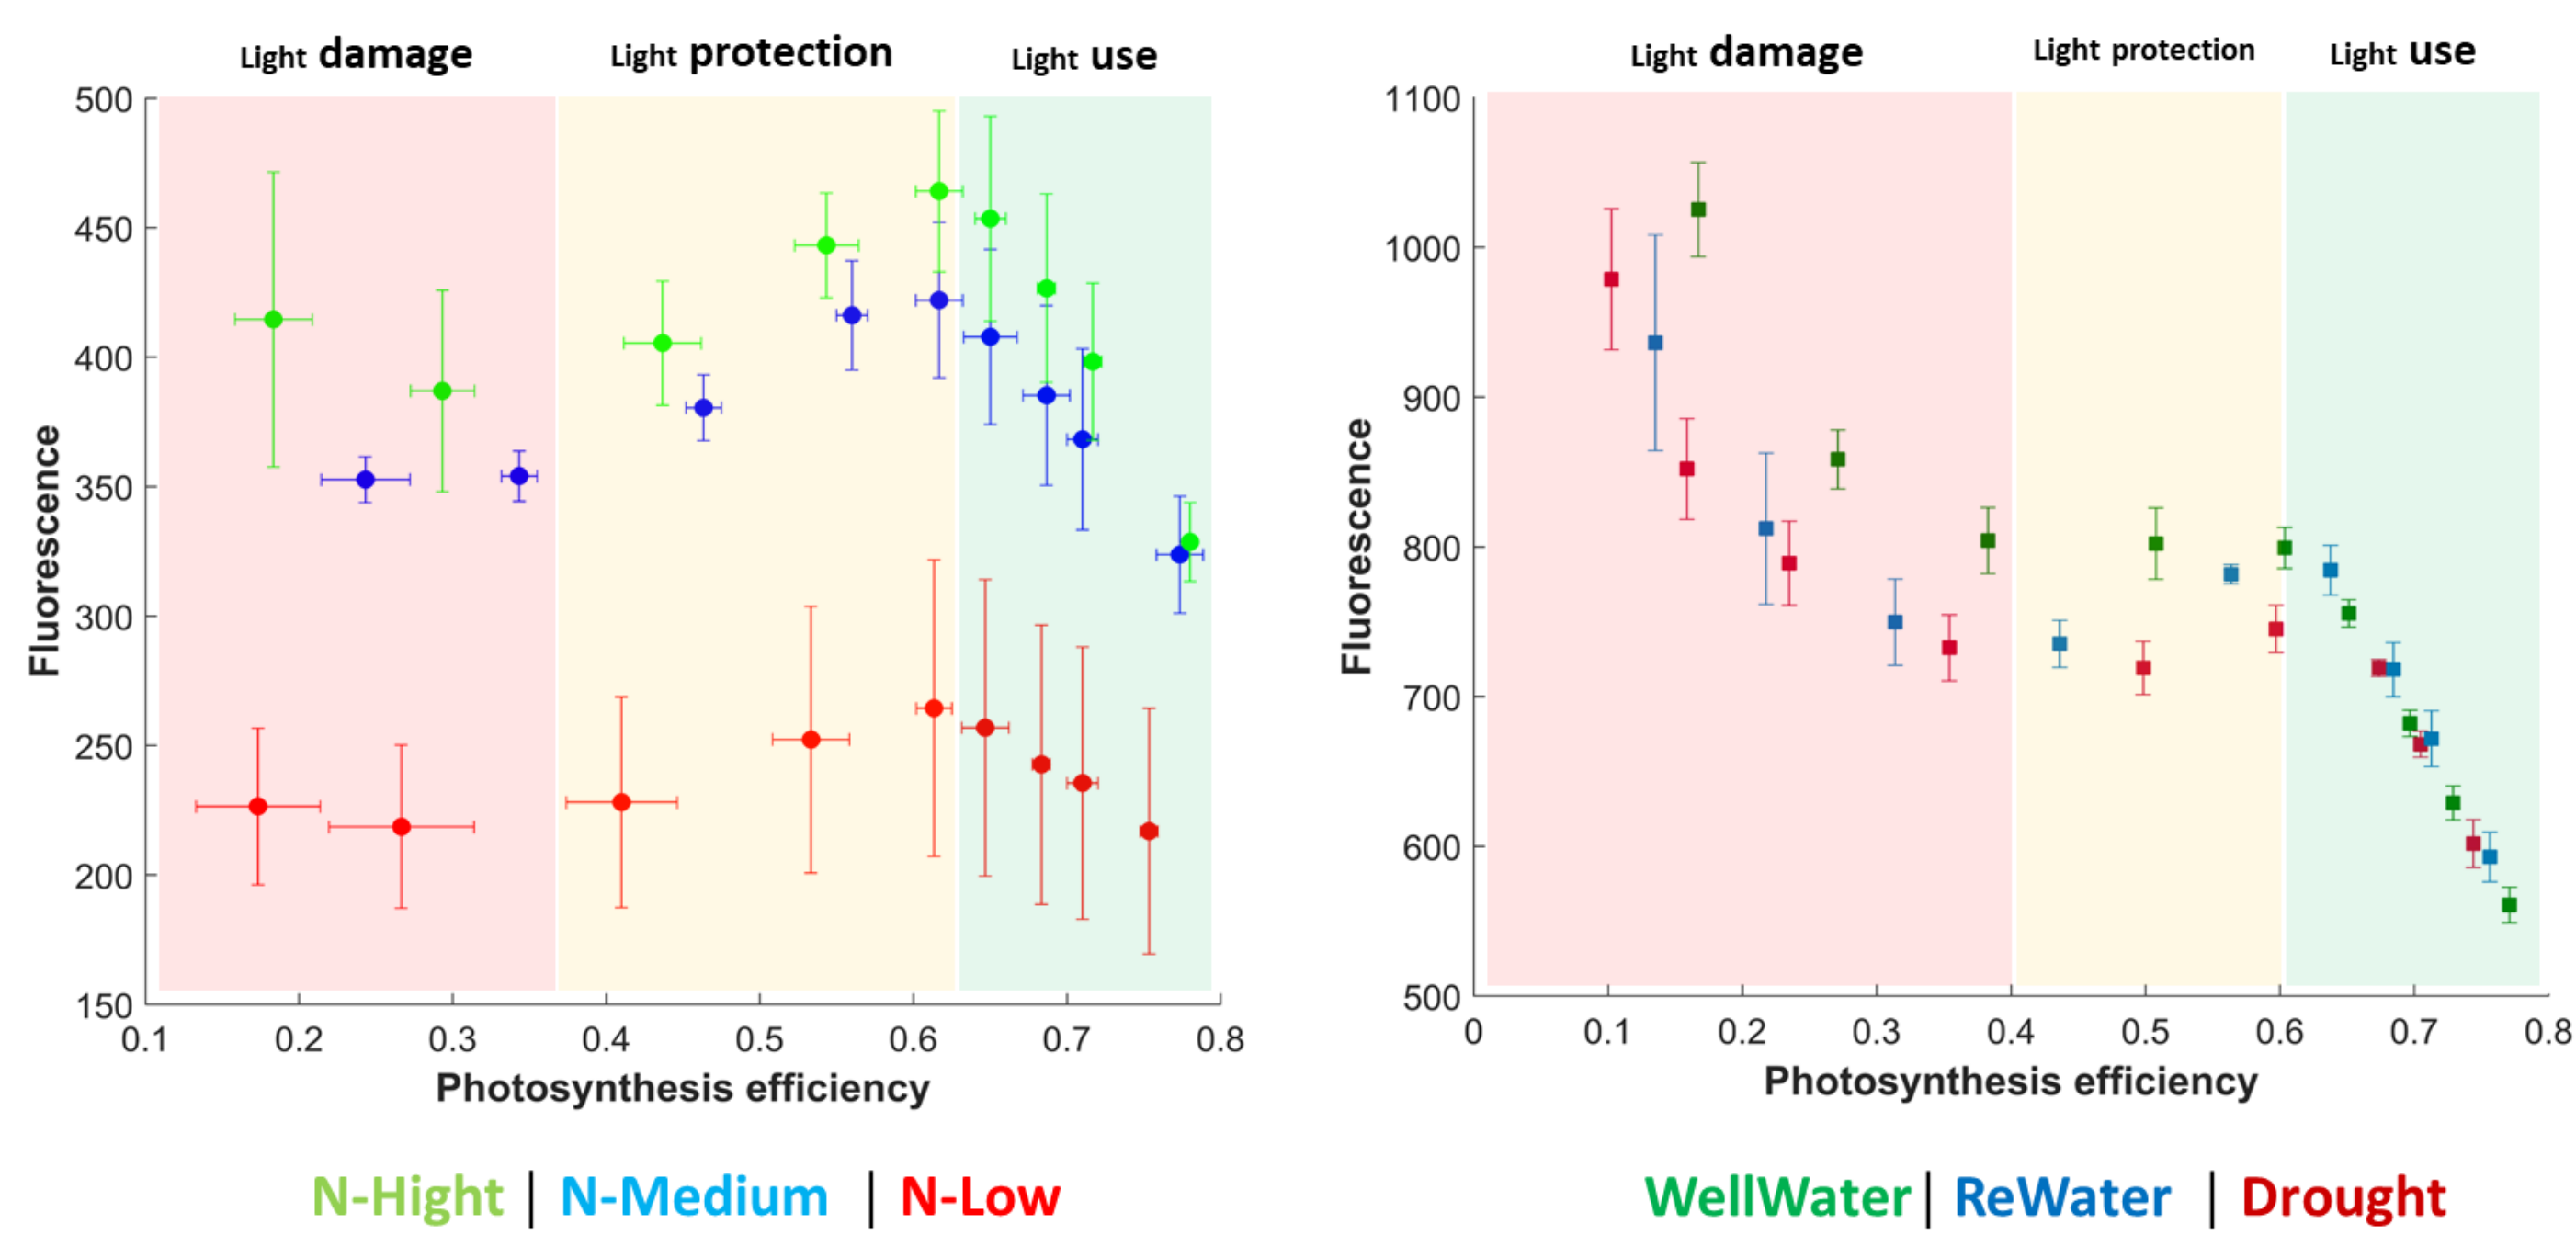 Light damage
Light protection
Light use
500
450
400
350
300
250
200
150
Fluorescence
0.1 0.2 0.3 0.4 0.5 0.6 0.7 0.8
Photosynthesis efficiency
N-Hight | N-Medium | N-Low
Light damage
Light protection
Light use
1100
1000
900
800
700
600
500
Fluorescence
0 0.1 0.2 0.3 0.4 0.5 0.6 0.7 0.8
Photosynthesis efficiency
WellWater | ReWater | Drought